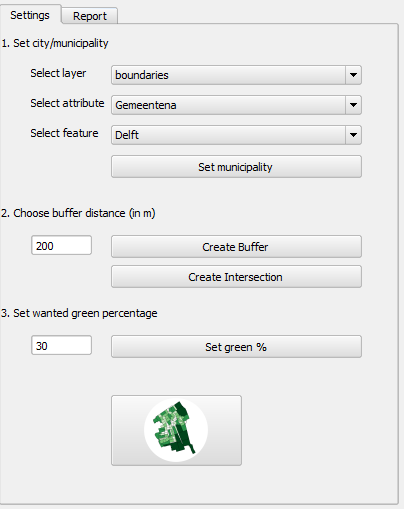 Settings Report
1. Set city/municipality
Select layer boundaries
Select attribute Gemeentena
Select feature Delft
Set municipality
2. Choose buffer distance (in m)
200 Create Buffer
Create Intersection
3. Set wanted green percentage
30 Set green %